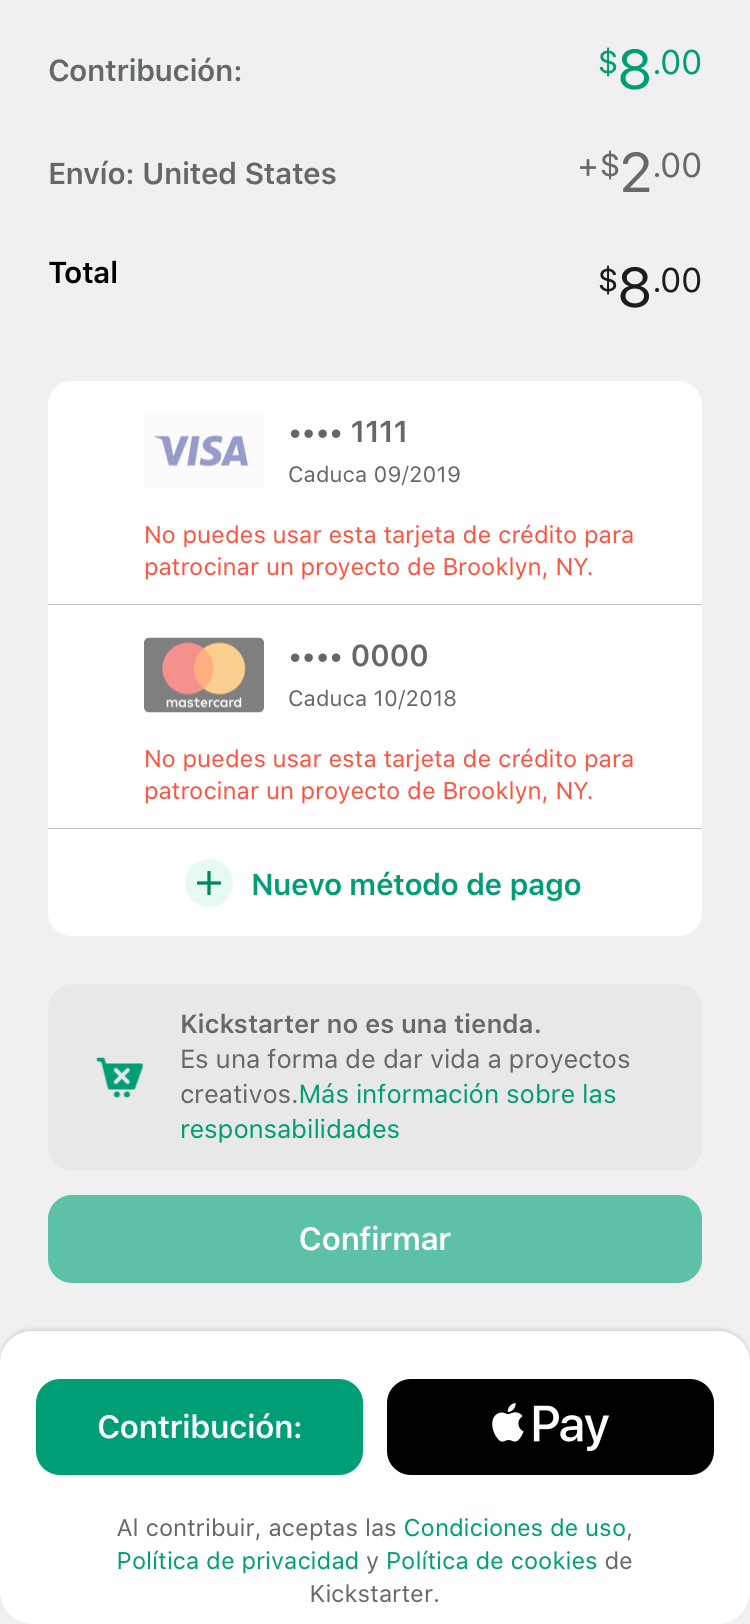 Contribución: $8.00
Envío: United States +$2.00
Total $8.00
VISA •••• 1111
Caduca 09/2019
No puedes usar esta tarjeta de crédito para
patrocinar un proyecto de Brooklyn, NY.
•••• 0000
mastercard Caduca 10/2018
No puedes usar esta tarjeta de crédito para
patrocinar un proyecto de Brooklyn, NY.
+ Nuevo método de pago
Kickstarter no es una tienda.
Es una forma de dar vida a proyectos
creativos.Más información sobre las
responsabilidades
Confirmar
Contribución: Pay
Al contribuir, aceptas las Condiciones de uso,
Política de privacidad y Política de cookies de
Kickstarter.